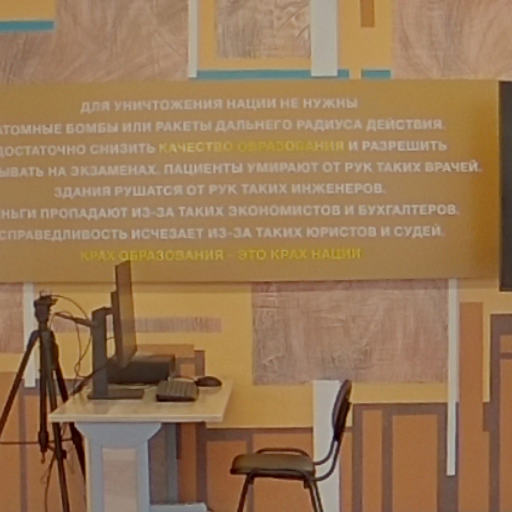 ДЛЯ УНИЧТОЖЕНИЯ НАЦИИ НЕ НУЖНЫ
АТОМНЫЕ БОМБЫ ИЛИ РАКЕТЫ ДАЛЬНЕГО РАДИУСА ДЕЙСТВИЯ.
ДОСТАТОЧНО СНИЗИТЬ КАЧЕСТВО ОБРАЗОВАНИЯ И РАЗРЕШИТЬ
ЫВАТЬ НА ЭКЗАМЕНАХ. ПАЦИЕНТЫ УМИРАЮТ ОТ РУК ТАКИХ ВРАЧЕЙ.
ЗДАНИЯ РУШАТСЯ ОТ РУК ТАКИХ ИНЖЕНЕРОВ.
НЬГИ ПРОПАДАЮТ ИЗ-ЗА ТАКИХ ЭКОНОМИСТОВ И БУХГАЛТЕРОВ.
СПРАВЕДЛИВОСТЬ ИСЧЕЗАЕТ ИЗ-ЗА ТАКИХ ЮРИСТОВ И СУДЕЙ.
КРАХ ОБРАЗОВАНИЯ - ЭТО КРАХ НАЦИИ